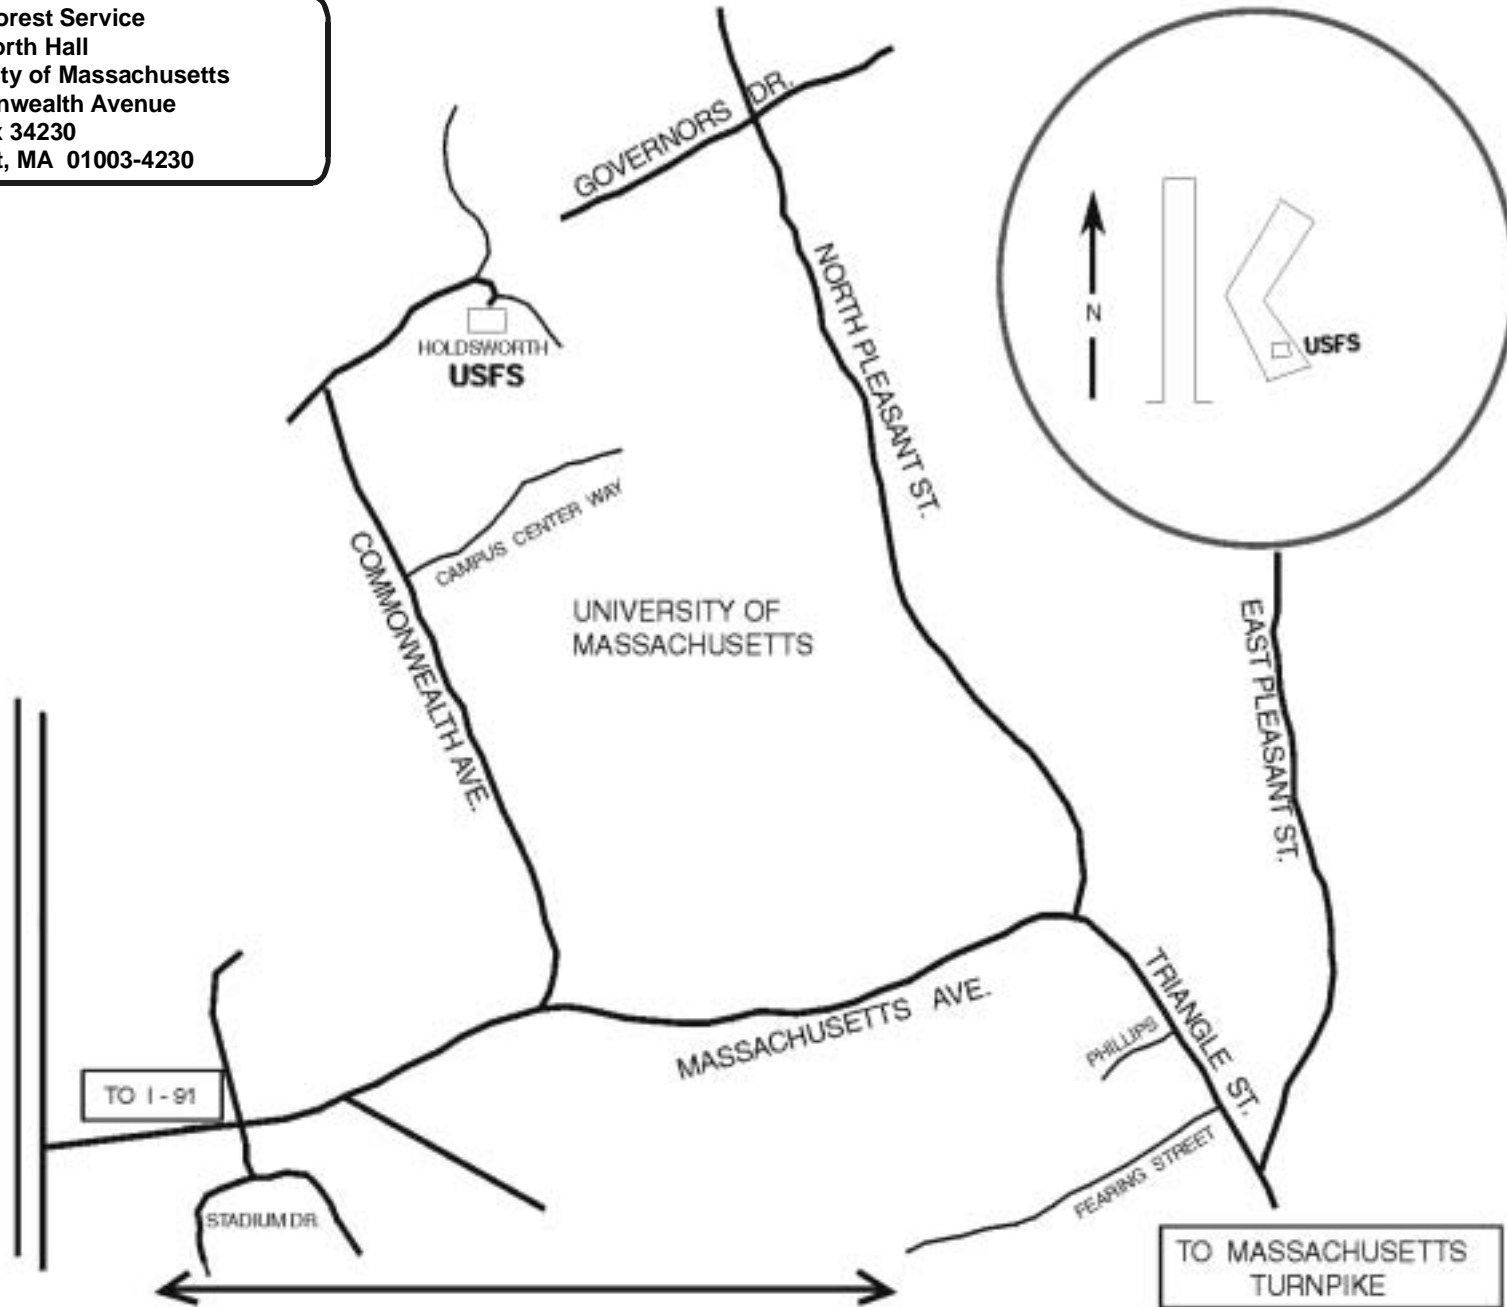 orest Service
orth Hall
ty of Massachusetts
nwealth Avenue
x 34230
t, MA 01003-4230
GOVERNORS DR.
NORTH PLEASANT ST.
N
USFS
HOLDSWORTH
USFS
CAMPUS CENTER WAY
COMMONWEALTH AVE.
UNIVERSITY OF
MASSACHUSETTS
EAST PLEASANT ST.
MASSACHUSETTS AVE.
TRIANGLE ST.
PHILLIPS
FEARING STREET
TO I-91
STADIUM DR.
TO MASSACHUSETTS
TURNPIKE